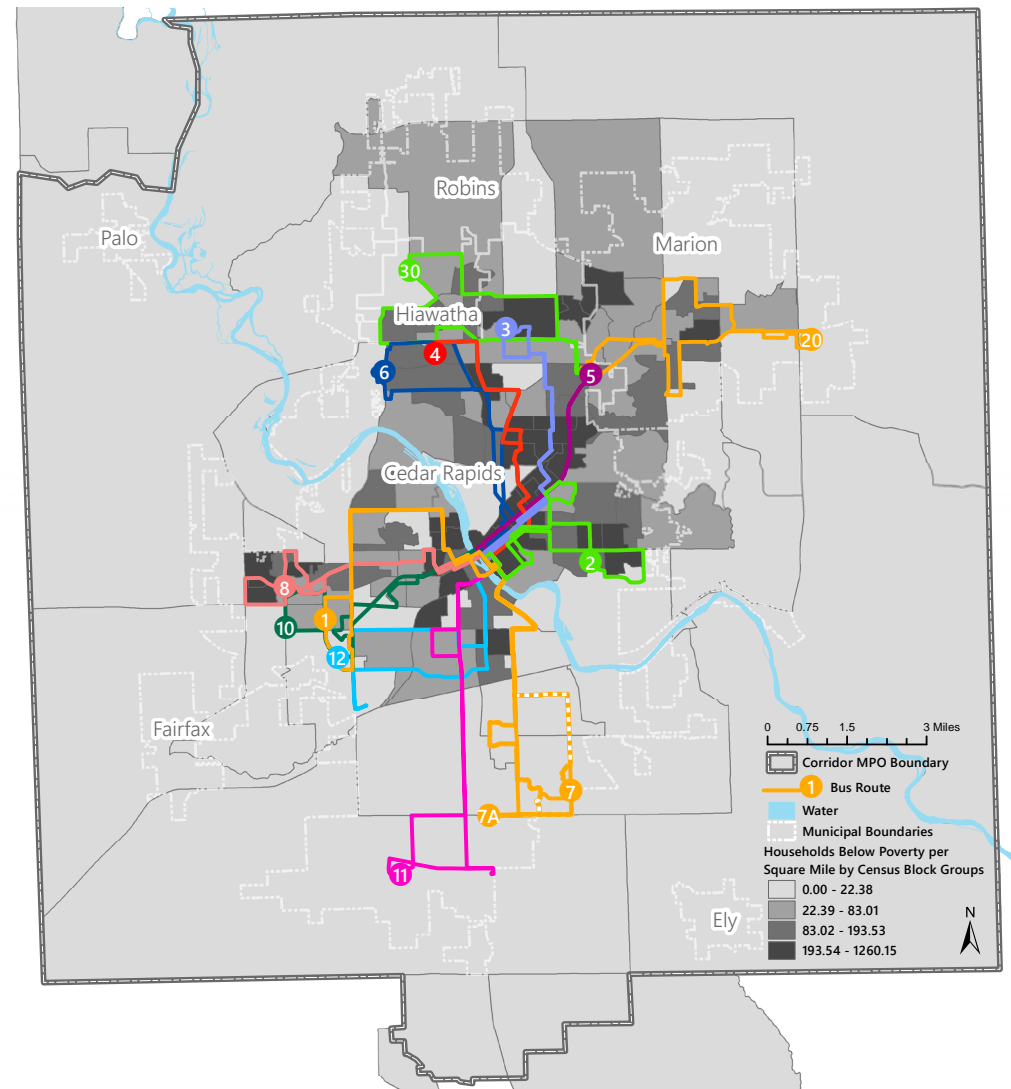 Robins
Palo
Marion
30
Hiawatha
3
20
4
6
5
Cedar Rapids
2
8
1
10
12
Fairfax
7
7A
11
Ely
0 0.75 1.5 3 Miles
Corridor MPO Boundary
1 Bus Route
Water
Municipal Boundaries
Households Below Poverty per
Square Mile by Census Block Groups
0.00 - 22.38
22.39 - 83.01
83.02 - 193.53
193.54 - 1260.15
N